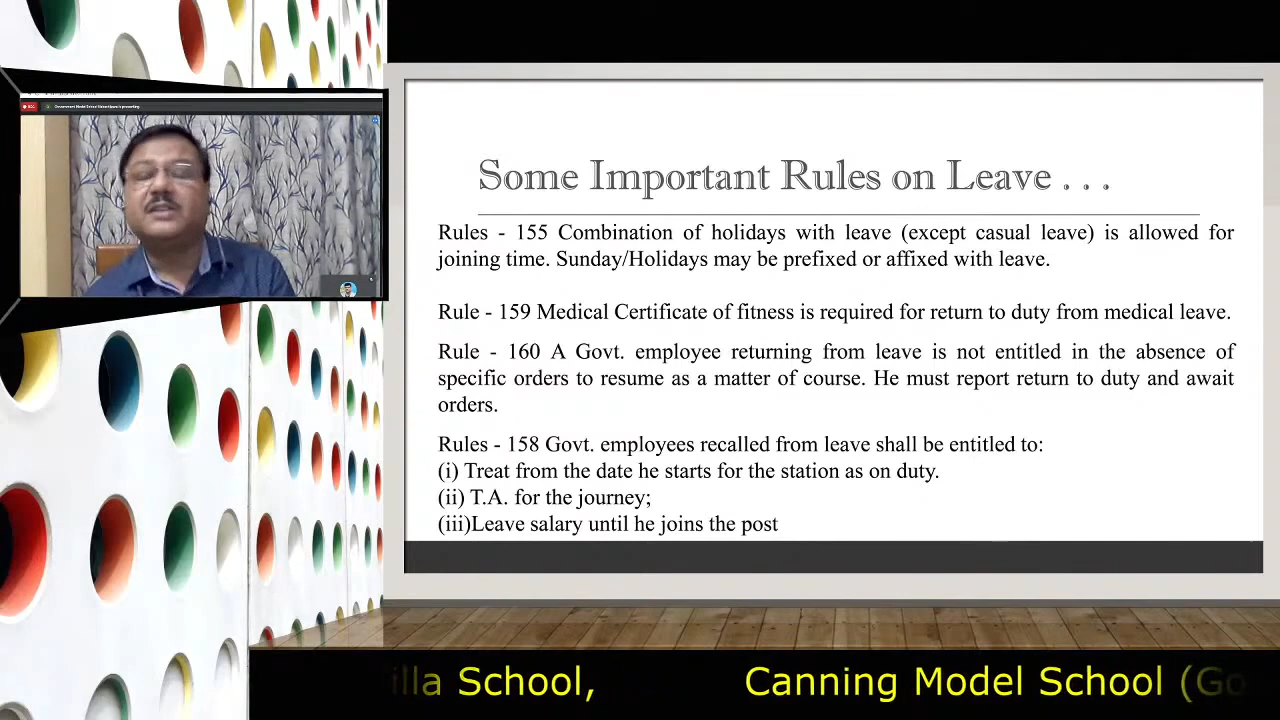 REC Government Model School
Some Important Rules on Leave . . .
Rules - 155 Combination of holidays with leave (except casual leave) is allowed for
joining time. Sunday/Holidays may be prefixed or affixed with leave.
Rule - 159 Medical Certificate of fitness is required for return to duty from medical leave.
Rule - 160 A Govt. employee returning from leave is not entitled in the absence of
specific orders to resume as a matter of course. He must report return to duty and await
orders.
Rules - 158 Govt. employees recalled from leave shall be entitled to:
(i) Treat from the date he starts for the station as on duty.
(ii) T.A. for the journey;
(iii)Leave salary until he joins the post
illa School, Canning Model School (Go